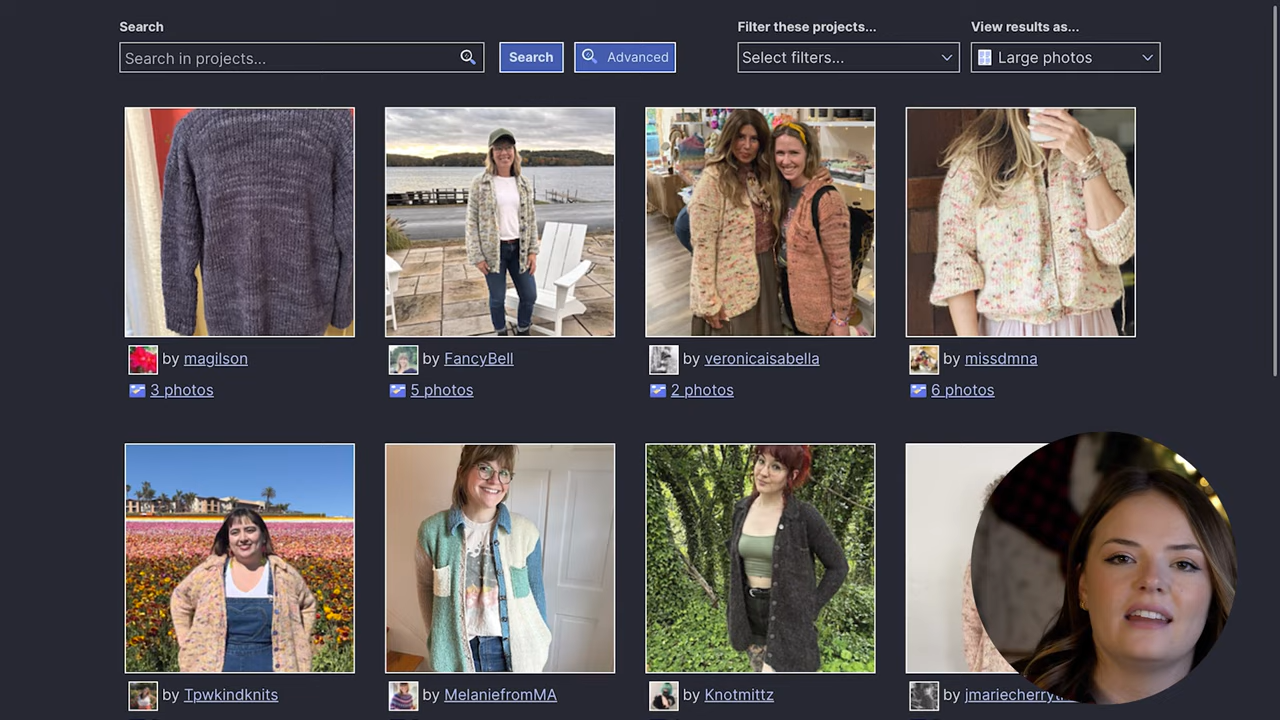 Search
Filter these projects...
View results as...
Search in projects...
Search
Advanced
Select filters...
Large photos
by magilson
by FancyBell
by veronicaisabella
by missdmna
3 photos
5 photos
2 photos
6 photos
by Tpwkindknits
by MelaniefromMA
by Knotmittz
by